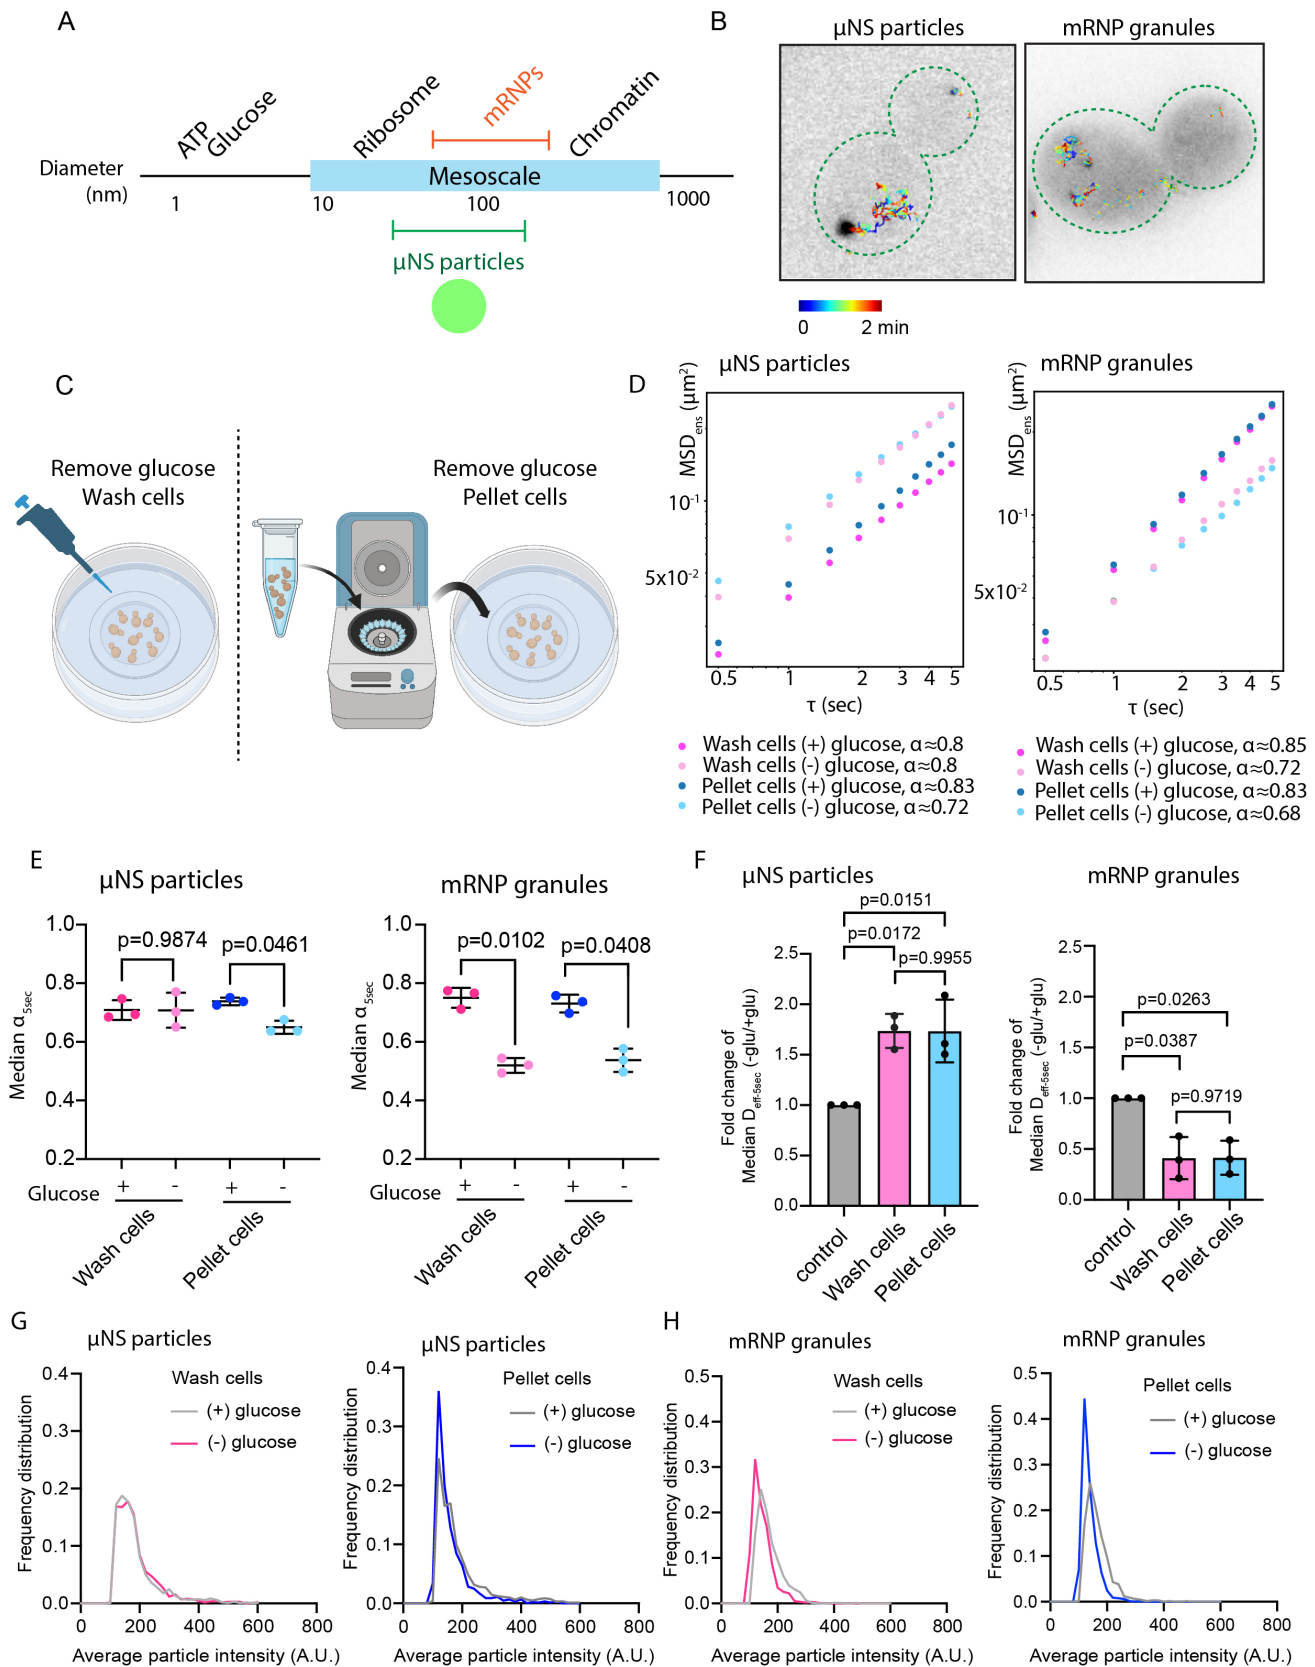 A
ATP
Glucose
Ribosome
mRNPs
Chromatin
Diameter
(nm)
Mesoscale
1
10
100
1000
μNS particles
B
μNS particles
mRNP granules
0
2 min
C
Remove glucose
Wash cells
Remove glucose
Pellet cells
D
μNS particles
MSDens (μm²)
10⁻¹
5x10⁻²
0.5
1
2
3
4
5
τ (sec)
Wash cells (+) glucose, α≈0.8
Wash cells (-) glucose, α≈0.8
Pellet cells (+) glucose, α≈0.83
Pellet cells (-) glucose, α≈0.72
mRNP granules
MSDens (μm²)
10⁻¹
5x10⁻²
0.5
1
2
3
4
5
τ (sec)
Wash cells (+) glucose, α≈0.85
Wash cells (-) glucose, α≈0.72
Pellet cells (+) glucose, α≈0.83
Pellet cells (-) glucose, α≈0.68
E
μNS particles
Median α5sec
1.0
0.8
0.6
0.4
0.2
p=0.9874
p=0.0461
Glucose
+
-
+
-
Wash cells
Pellet cells
mRNP granules
Median α5sec
1.0
0.8
0.6
0.4
0.2
p=0.0102
p=0.0408
Glucose
+
-
+
-
Wash cells
Pellet cells
F
μNS particles
p=0.0151
p=0.0172
p=0.9955
Fold change of
Median Deff-5sec (-glu/+glu)
2.5
2.0
1.5
1.0
0.5
0.0
control
Wash cells
Pellet cells
mRNP granules
p=0.0263
p=0.0387
p=0.9719
Fold change of
Median Deff-5sec (-glu/+glu)
2.5
2.0
1.5
1.0
0.5
0.0
control
Wash cells
Pellet cells
G
μNS particles
Wash cells
(+) glucose
(-) glucose
Frequency distribution
0.4
0.3
0.2
0.1
0.0
0
200
400
600
800
Average particle intensity (A.U.)
μNS particles
Pellet cells
(+) glucose
(-) glucose
Frequency distribution
0.4
0.3
0.2
0.1
0.0
0
200
400
600
800
Average particle intensity (A.U.)
H
mRNP granules
Wash cells
(+) glucose
(-) glucose
Frequency distribution
0.5
0.4
0.3
0.2
0.1
0.0
0
200
400
600
800
Average particle intensity (A.U.)
mRNP granules
Pellet cells
(+) glucose
(-) glucose
Frequency distribution
0.5
0.4
0.3
0.2
0.1
0.0
0
200
400
600
800
Average particle intensity (A.U.)